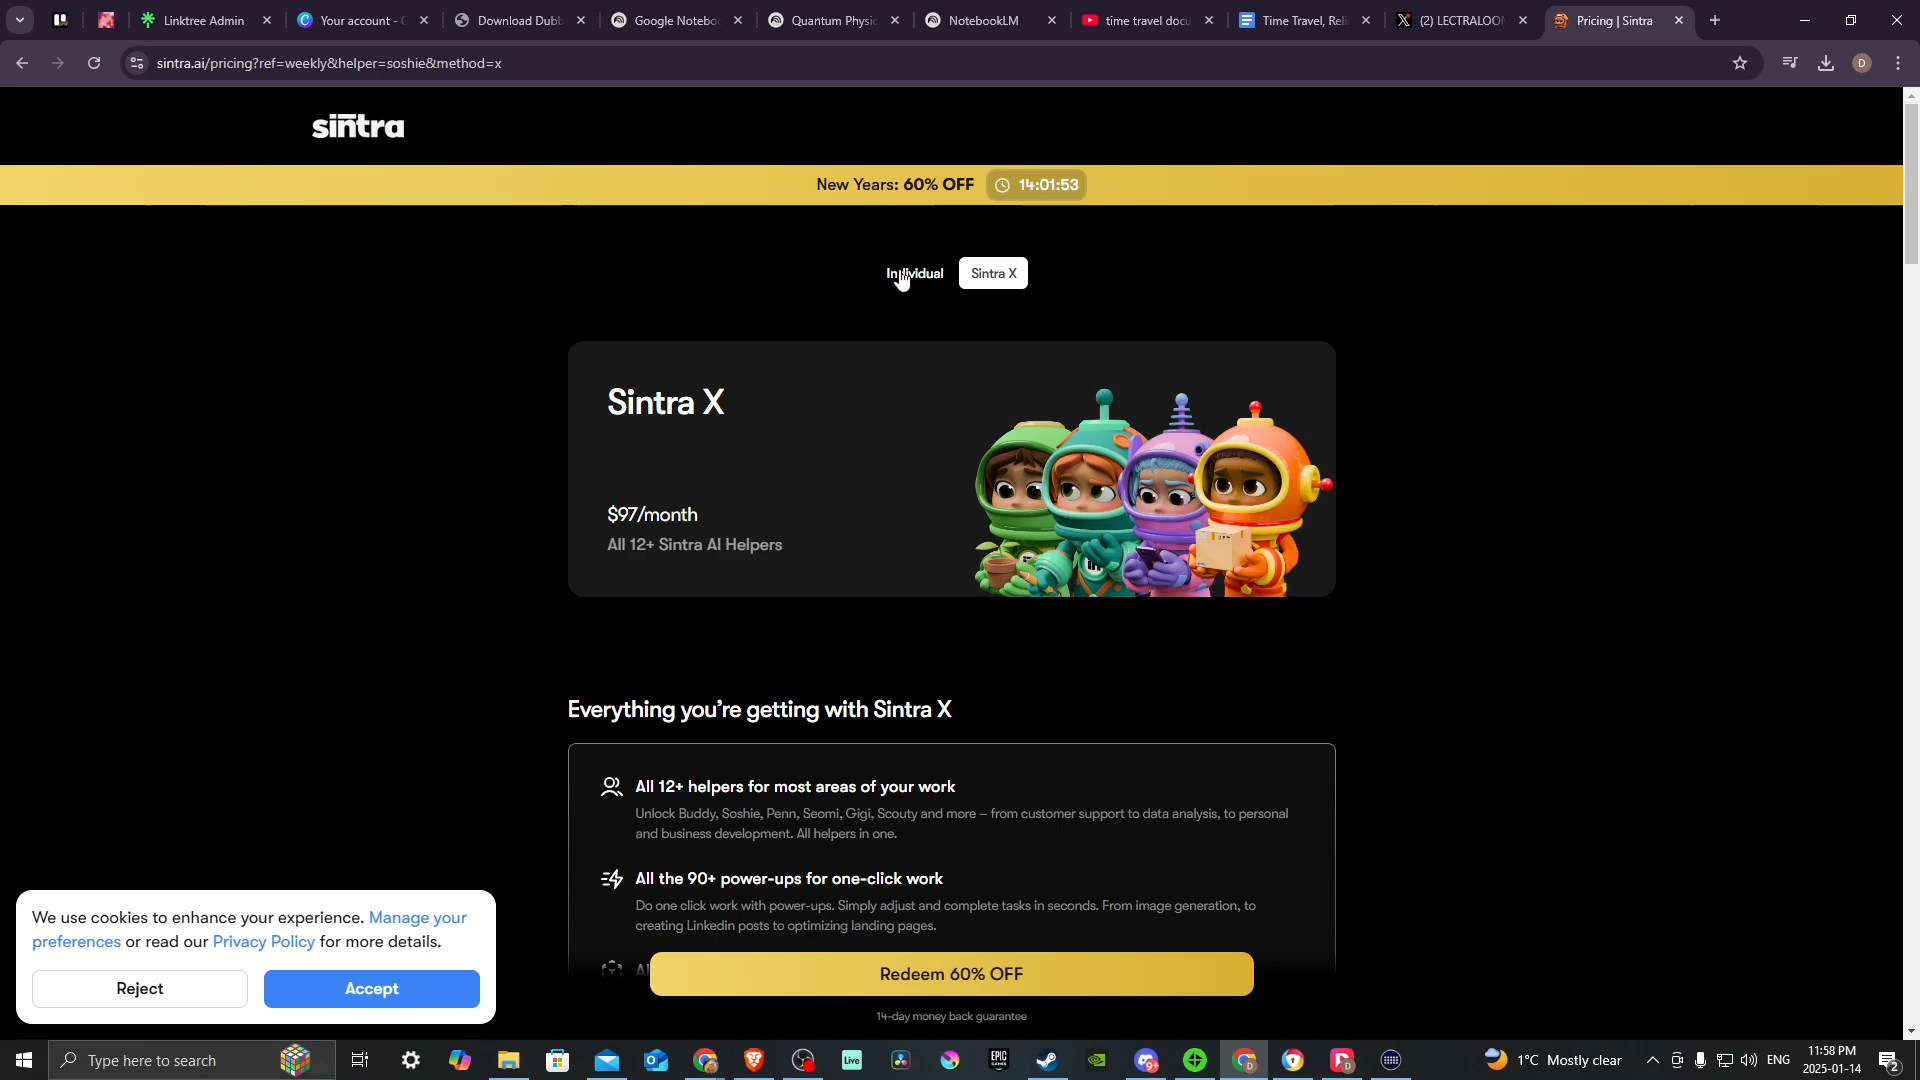 Linktree Admin
Your account - C
Download Dubb
Google Noteboo
Quantum Physic
NotebookLM
time travel docu
Time Travel, Reli
(2) LECTRALOON
Pricing | Sintra
sintra.ai/pricing?ref=weekly&helper=soshie&method=x
D
sintra
New Years: 60% OFF 14:01:53
Individual Sintra X
Sintra X
$97/month
All 12+ Sintra AI Helpers
Everything you're getting with Sintra X
All 12+ helpers for most areas of your work
Unlock Buddy, Soshie, Penn, Seomi, Gigi, Scouty and more – from customer support to data analysis, to personal
and business development. All helpers in one.
All the 90+ power-ups for one-click work
Do one click work with power-ups. Simply adjust and complete tasks in seconds. From image generation, to
creating Linkedin posts to optimizing landing pages.
Redeem 60% OFF
14-day money back guarantee
We use cookies to enhance your experience. Manage your
preferences or read our Privacy Policy for more details.
Reject Accept
Type here to search
Live
EPIC
GAMES
9+
1°C Mostly clear
ENG
11:58 PM
2025-01-14
2